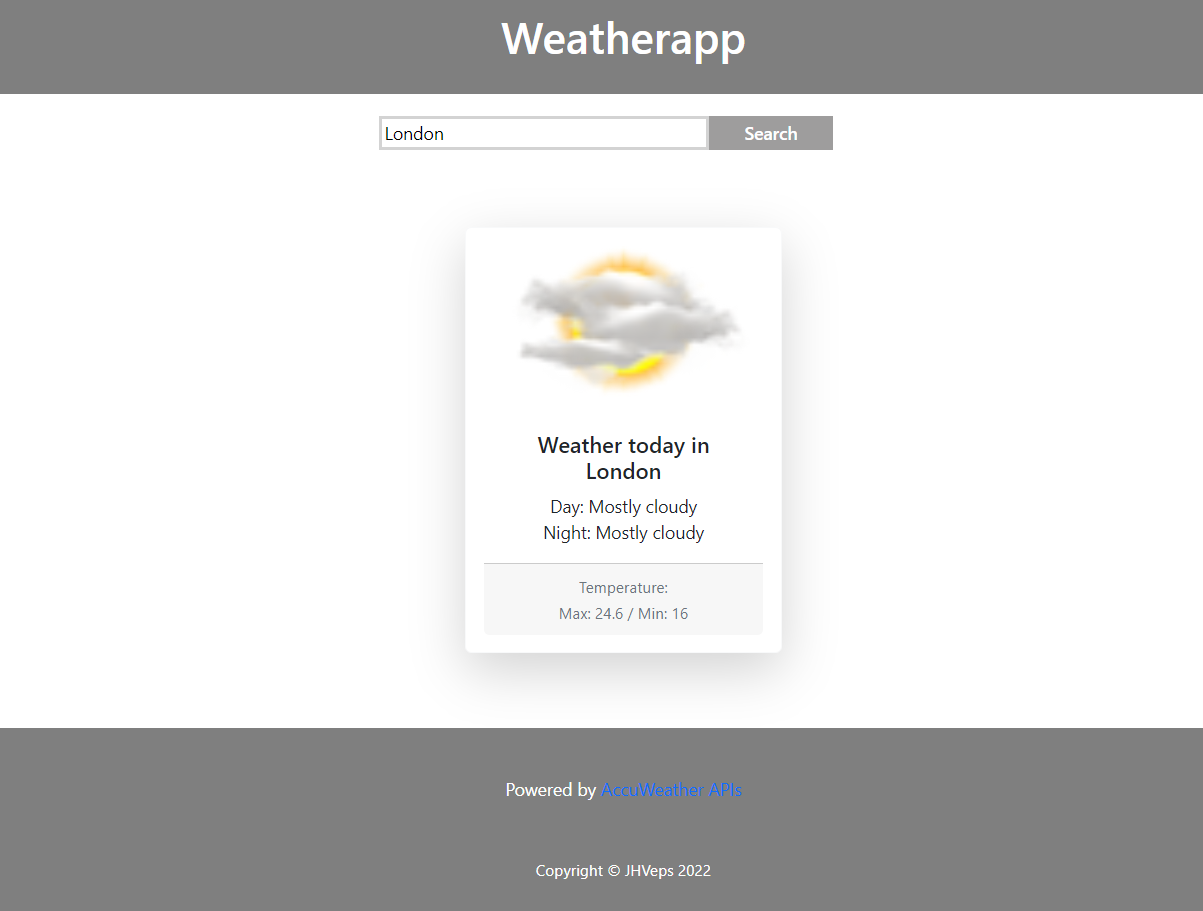 Weatherapp
London
Search
Weather today in
London
Day: Mostly cloudy
Night: Mostly cloudy
Temperature:
Max: 24.6 / Min: 16
Powered by AccuWeather APIs
Copyright © JHVeps 2022